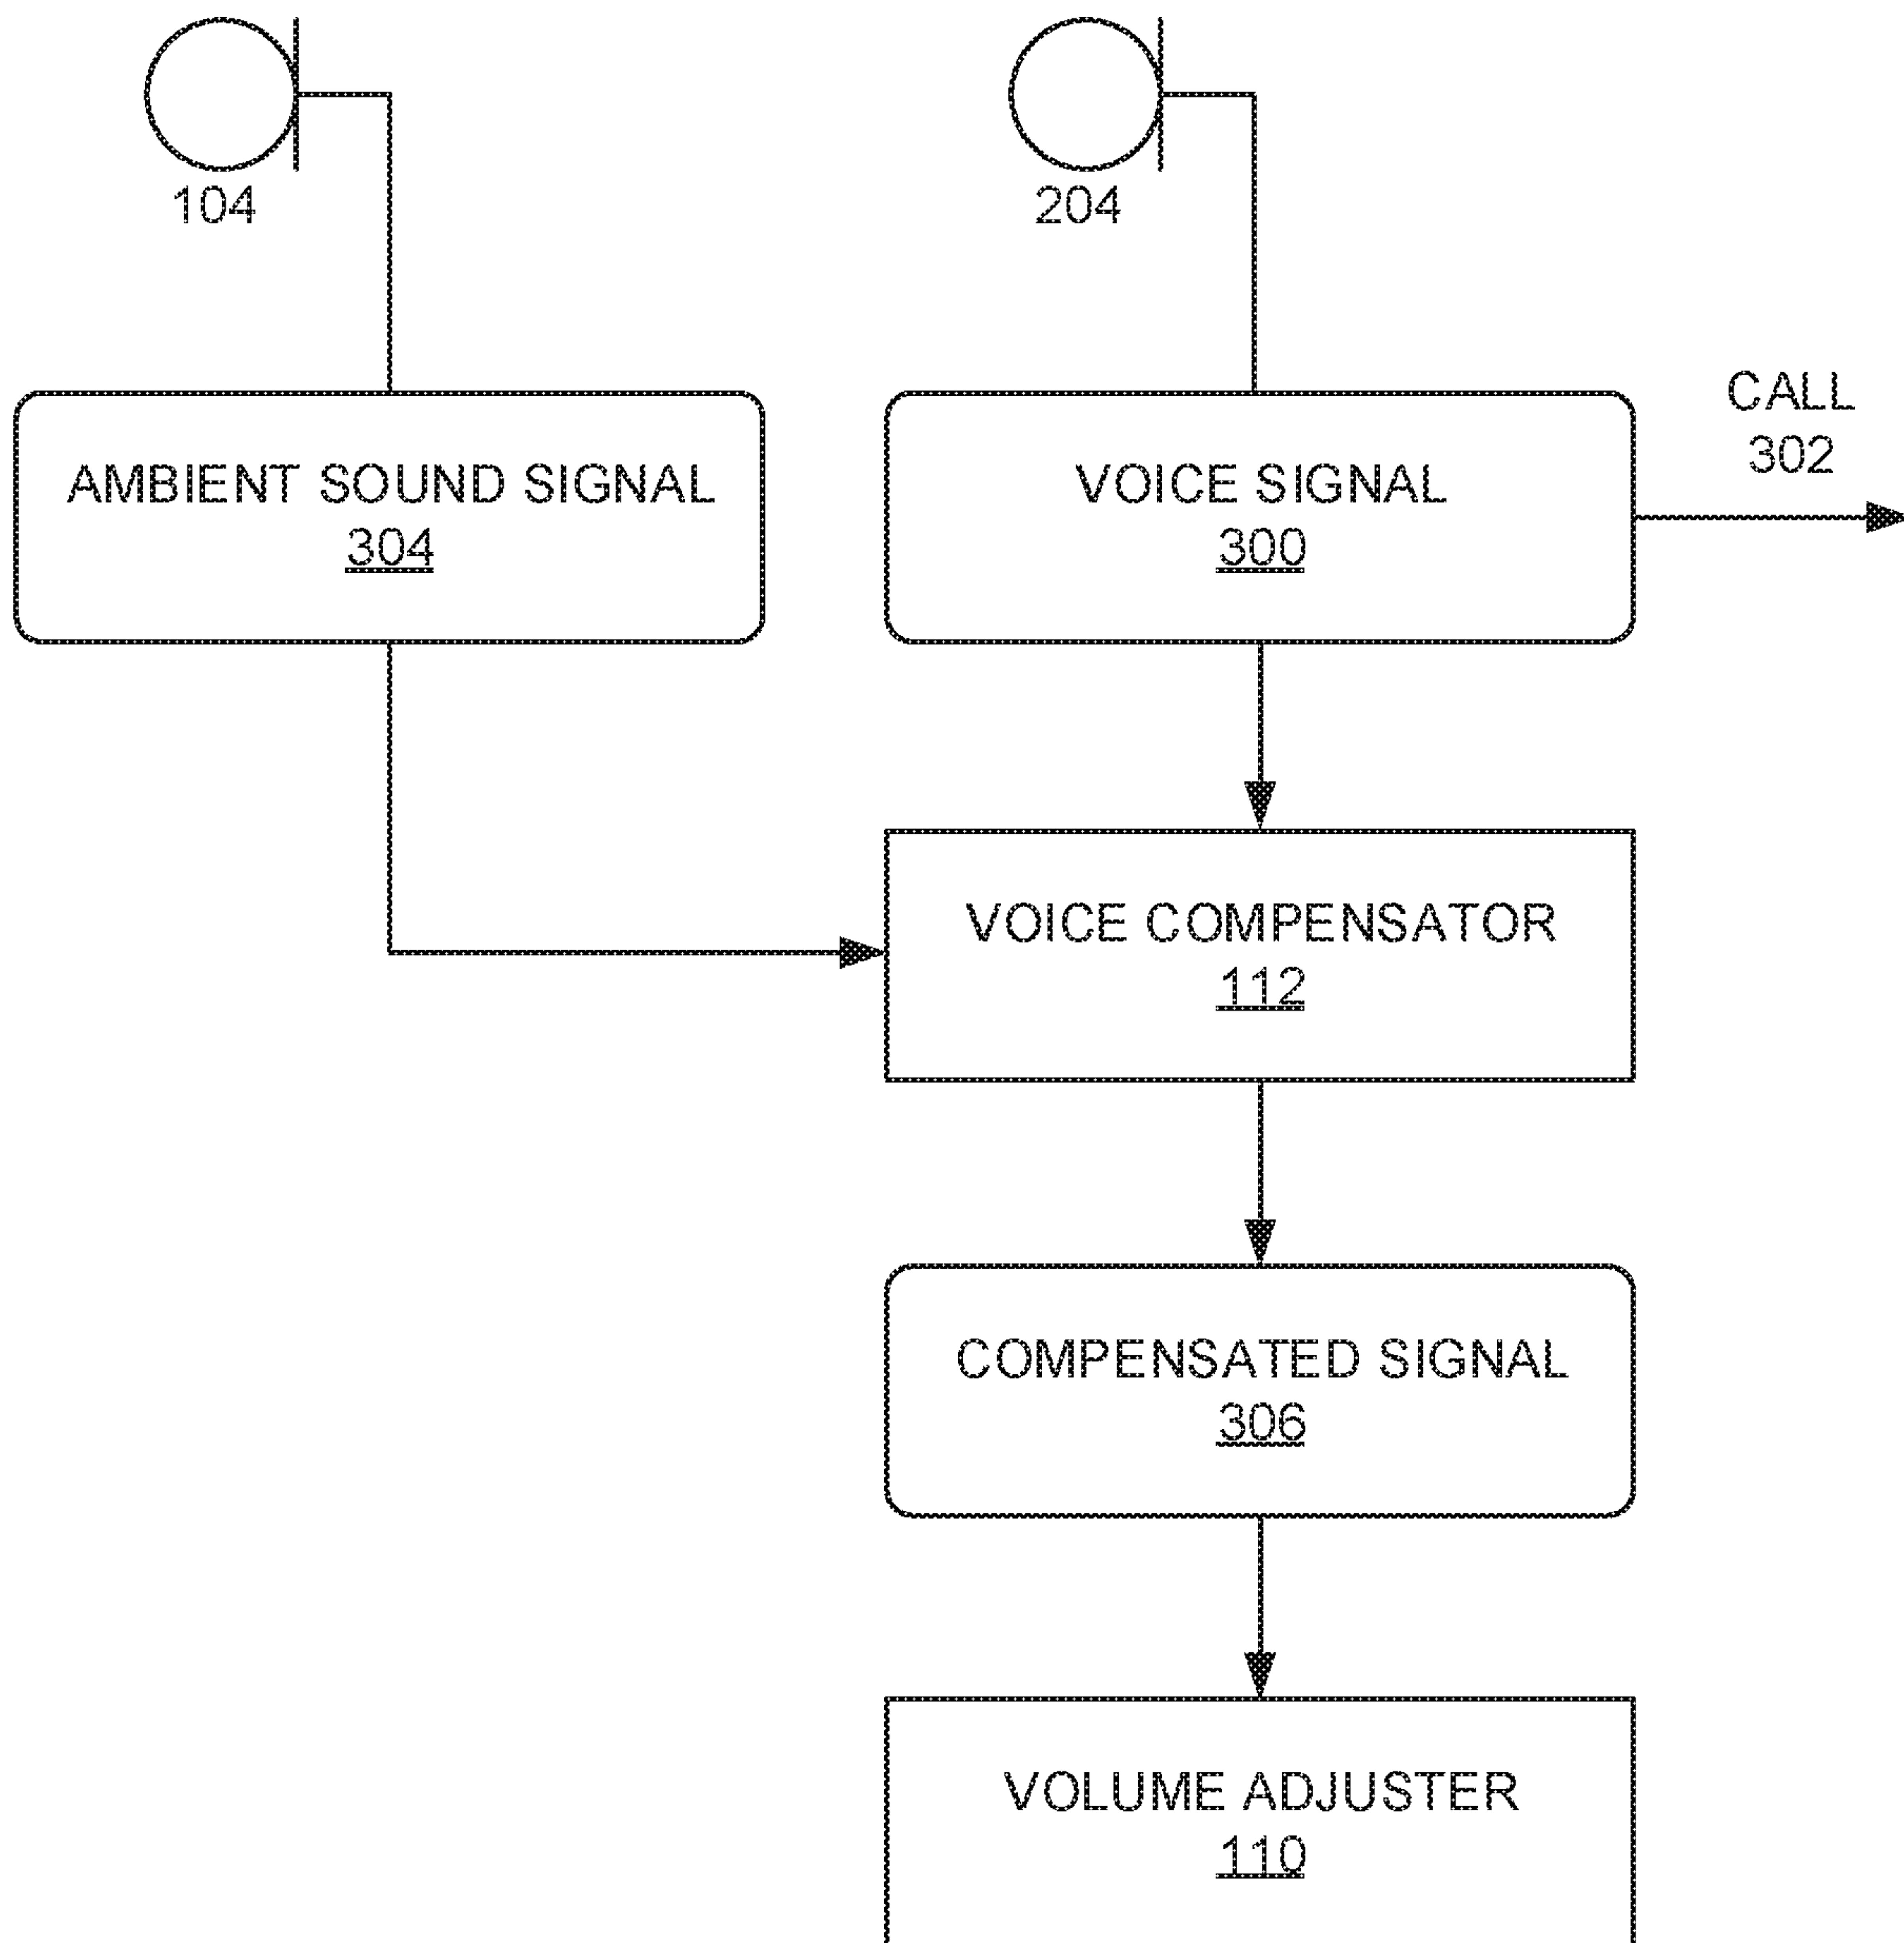 104
204
CALL
302
AMBIENT SOUND SIGNAL
304
VOICE SIGNAL
300
VOICE COMPENSATOR
112
COMPENSATED SIGNAL
306
VOLUME ADJUSTER
110